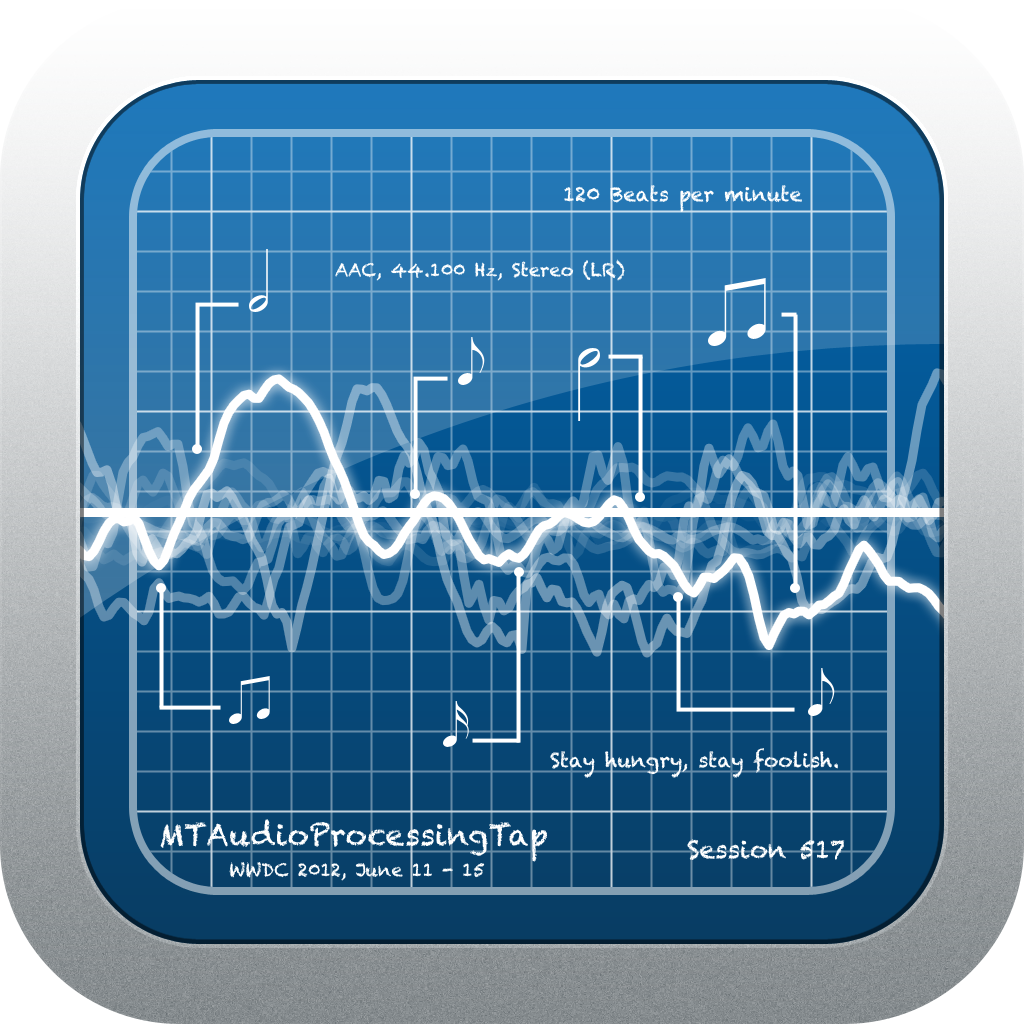 120 Beats per minute
AAC, 44.100 Hz, Stereo (LR)
Stay hungry, stay foolish.
MTAudioProcessingTap
Session 517
WWDC 2012, June 11 - 15